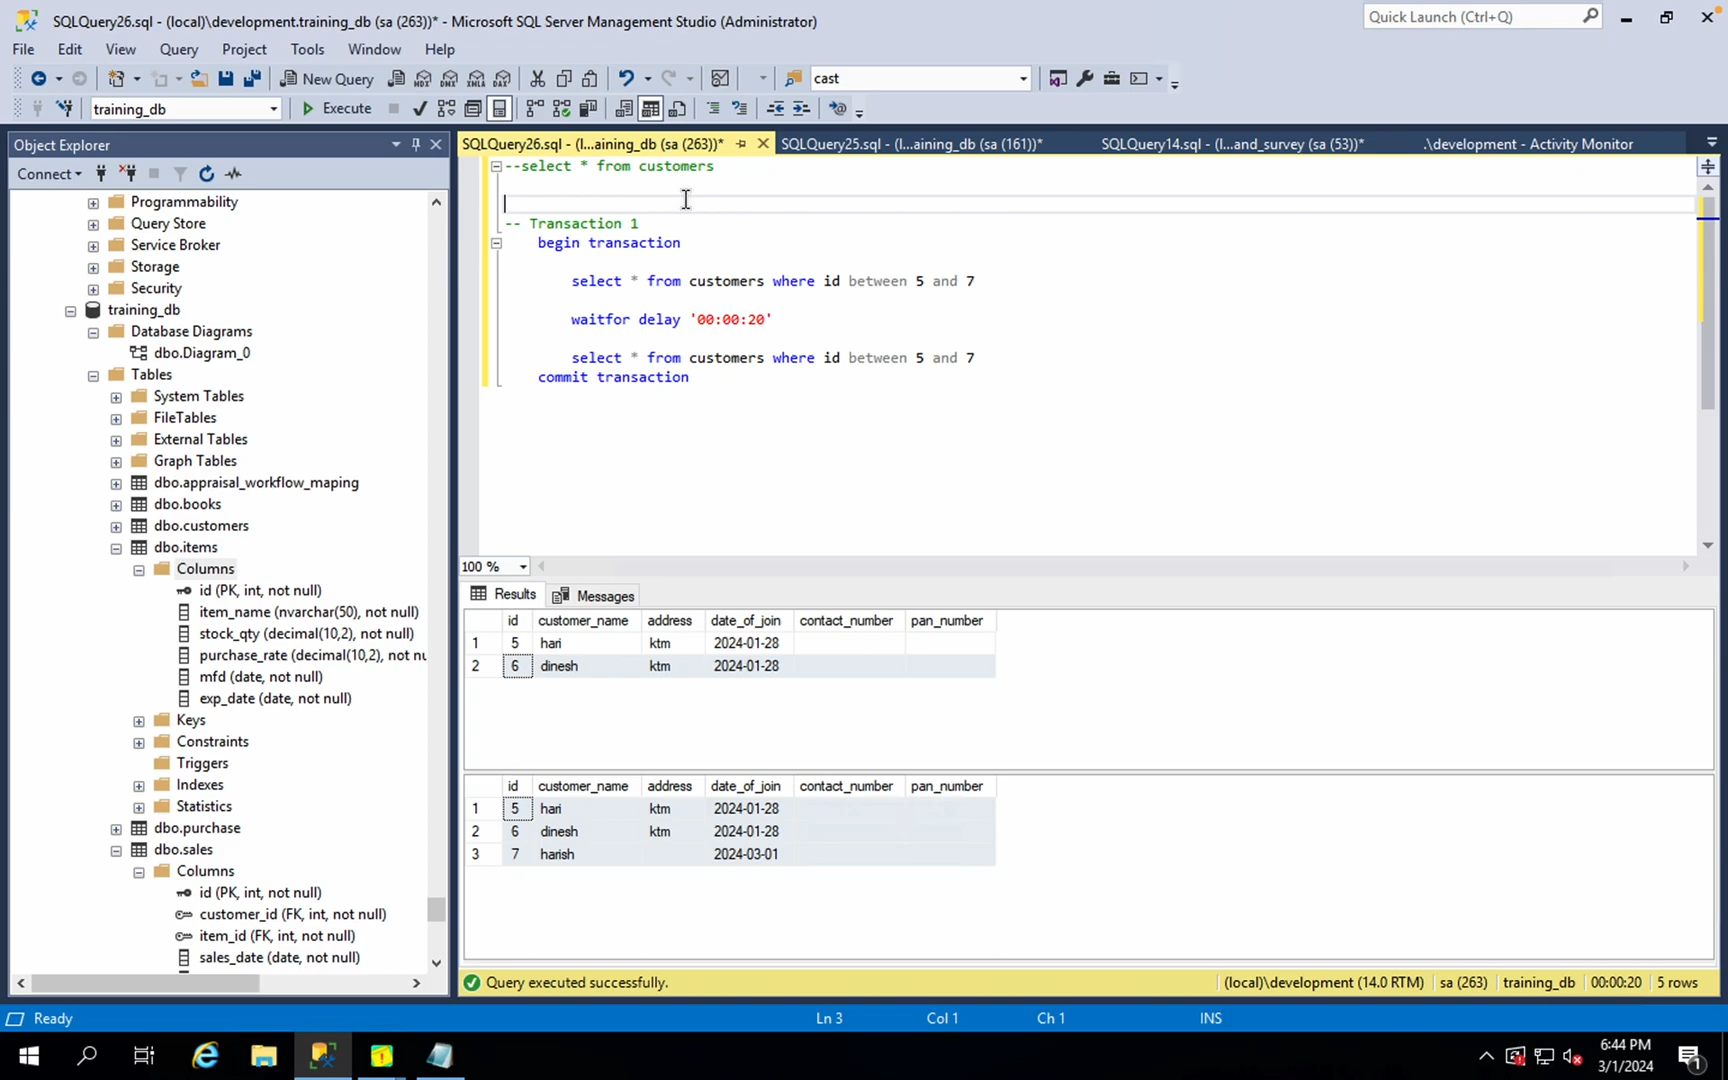 SQLQuery26.sql - (local)\development.training_db (sa (263))* - Microsoft SQL Server Management Studio (Administrator)
Quick Launch (Ctrl+Q)
File Edit View Query Project Tools Window Help
New Query
MDX DMX XMLA DAX
cast
training_db
Execute
Object Explorer
SQLQuery26.sql - (l...aining_db (sa (263))*
SQLQuery25.sql - (l...aining_db (sa (161))*
SQLQuery14.sql - (l...and_survey (sa (53))*
.\development - Activity Monitor
Connect
Programmability
Query Store
Service Broker
Storage
Security
training_db
Database Diagrams
dbo.Diagram_0
Tables
System Tables
FileTables
External Tables
Graph Tables
dbo.appraisal_workflow_maping
dbo.books
dbo.customers
dbo.items
Columns
id (PK, int, not null)
item_name (nvarchar(50), not null)
stock_qty (decimal(10,2), not null)
purchase_rate (decimal(10,2), not nu
mfd (date, not null)
exp_date (date, not null)
Keys
Constraints
Triggers
Indexes
Statistics
dbo.purchase
dbo.sales
Columns
id (PK, int, not null)
customer_id (FK, int, not null)
item_id (FK, int, not null)
sales_date (date, not null)
--select * from customers
-- Transaction 1
begin transaction
select * from customers where id between 5 and 7
waitfor delay '00:00:20'
select * from customers where id between 5 and 7
commit transaction
100 %
Results Messages
id customer_name address date_of_join contact_number pan_number
1 5 hari ktm 2024-01-28
2 6 dinesh ktm 2024-01-28
id customer_name address date_of_join contact_number pan_number
1 5 hari ktm 2024-01-28
2 6 dinesh ktm 2024-01-28
3 7 harish 2024-03-01
Query executed successfully.
(local)\development (14.0 RTM) sa (263) training_db 00:00:20 5 rows
Ready
Ln 3 Col 1 Ch 1 INS
6:44 PM
3/1/2024
1